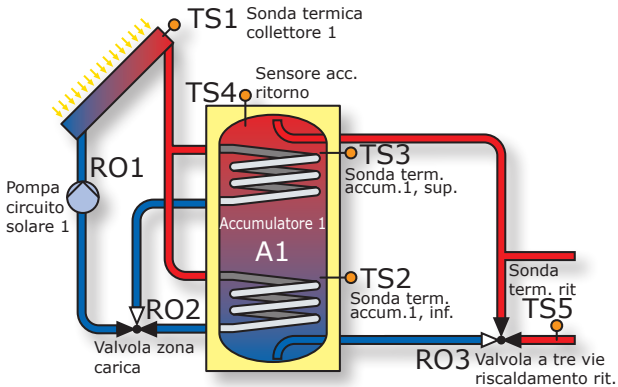 TS1 Sonda termica
collettore 1
Sensore acc.
TS4 ritorno
RO1
TS3
Sonda term.
accum.1, sup.
Pompa
circuito
solare 1
Accumulatore 1
A1
TS2
Sonda term.
accum.1, inf.
Sonda
term. rit
TS5
RO2
Valvola zona
carica
RO3 Valvola a tre vie
riscaldamento rit.